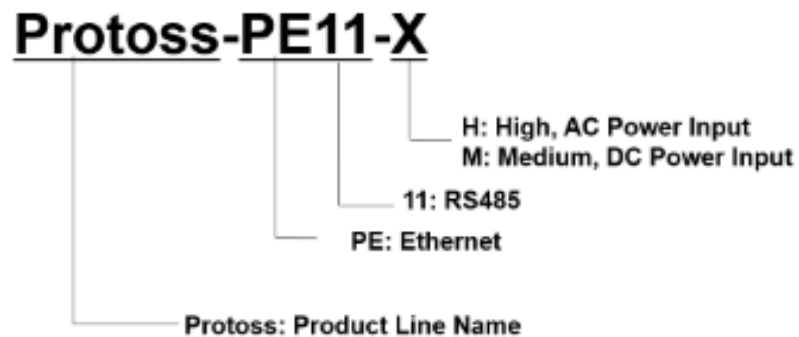 Protoss-PE11-X
H: High, AC Power Input
M: Medium, DC Power Input
11: RS485
PE: Ethernet
Protoss: Product Line Name